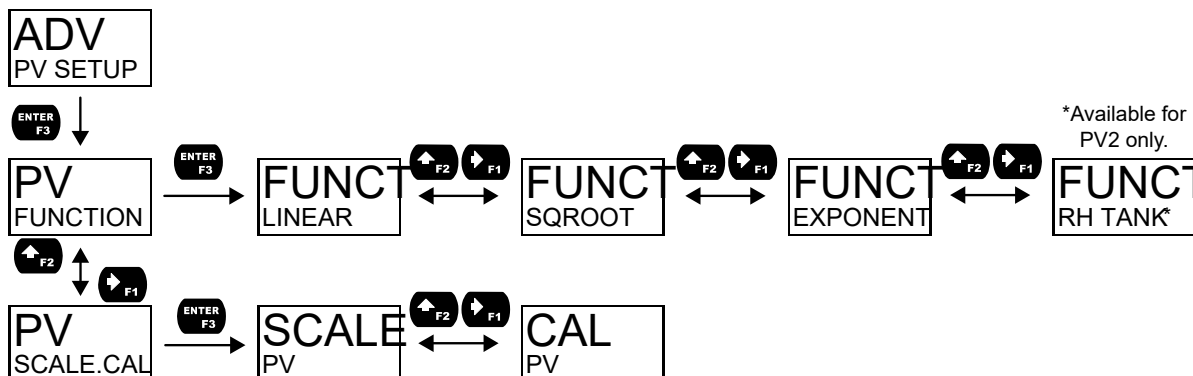 ADV
PV SETUP
ENTER
F3
*Available for
PV2 only.
PV
FUNCTION
ENTER
F3
FUNCT
LINEAR
F2
F1
FUNCT
SQROOT
F2
F1
FUNCT
EXPONENT
F2
F1
FUNCT
RH TANK*
F2
F1
PV
SCALE.CAL
ENTER
F3
SCALE
PV
F2
F1
CAL
PV